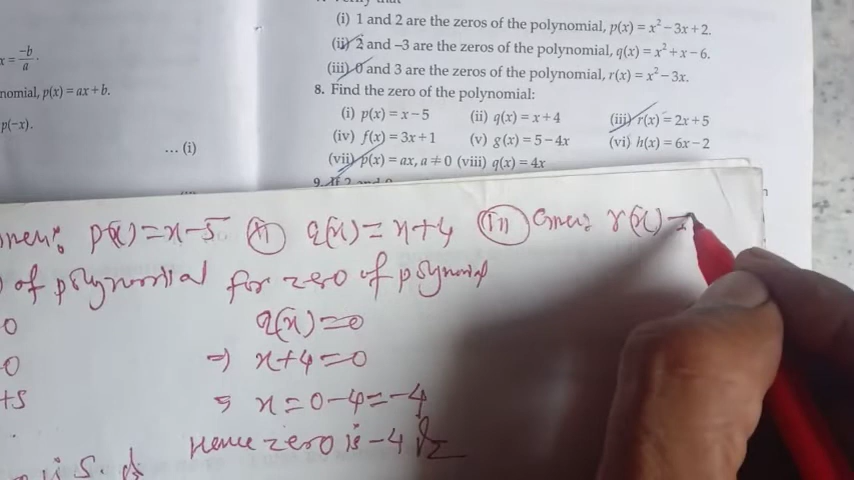 (i) 1 and 2 are the zeros of the polynomial, p(x) = x² − 3x + 2.
(ii) 2 and −3 are the zeros of the polynomial, q(x) = x² + x − 6.
(iii) 0 and 3 are the zeros of the polynomial, r(x) = x² − 3x.
8. Find the zero of the polynomial:
(i) p(x) = x − 5 (ii) q(x) = x + 4 (iii) r(x) = 2x + 5
(iv) f(x) = 3x + 1 (v) g(x) = 5 − 4x (vi) h(x) = 6x − 2
(vii) p(x) = ax, a ≠ 0 (viii) q(x) = 4x
x = −b/a.
nomial, p(x) = ax + b.
p(−x).
... (i)
p(x) = x − 5 (ii) q(x) = x + 4 (iii) Given: r(x) =
of polynomial for zero of polynomial
0 q(x) = 0
0 ⇒ x + 4 = 0
+5 ⇒ x = 0 − 4 = −4
Hence zero is −4
is 5.